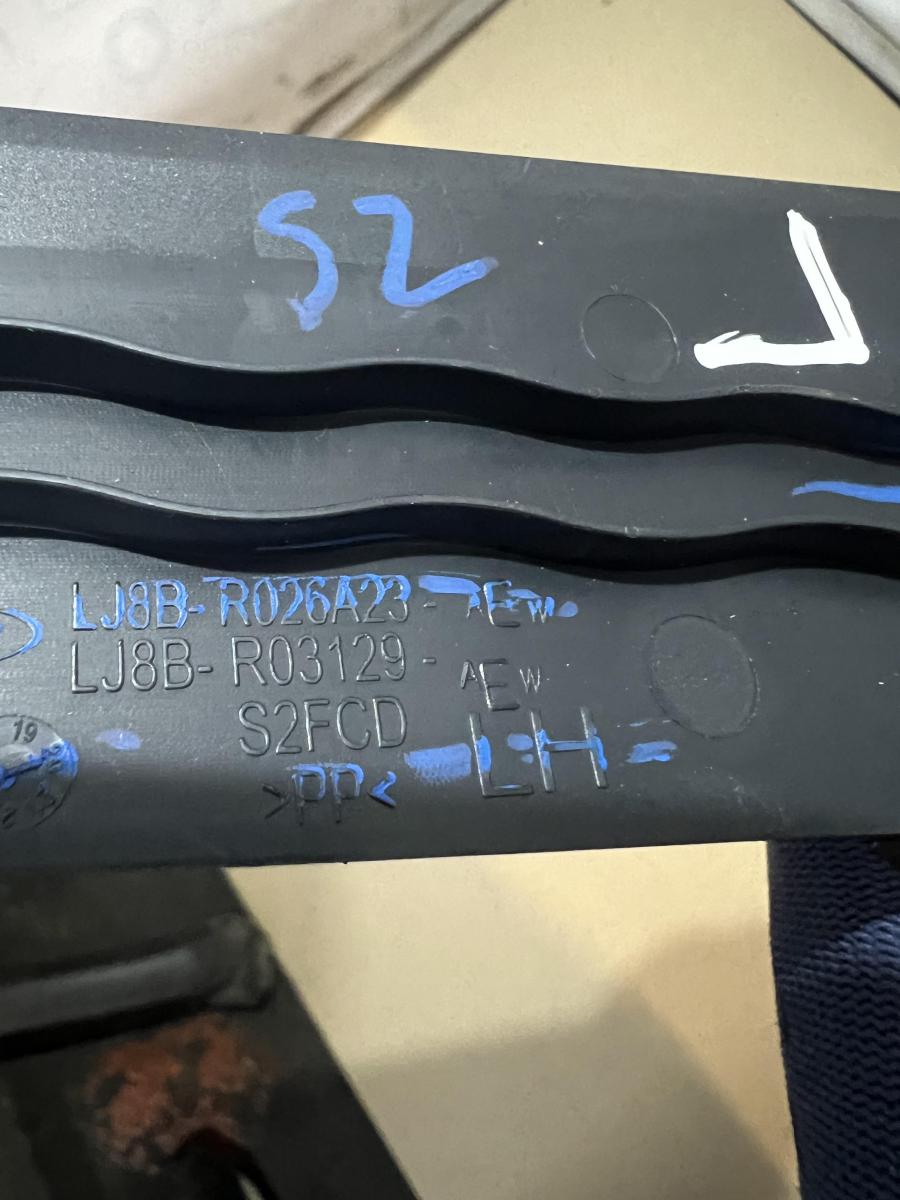 S2
L
LJ8B- R026A23 - AEW
LJ8B- R03129 - AEW
S2FCD
LH
>PP<
19